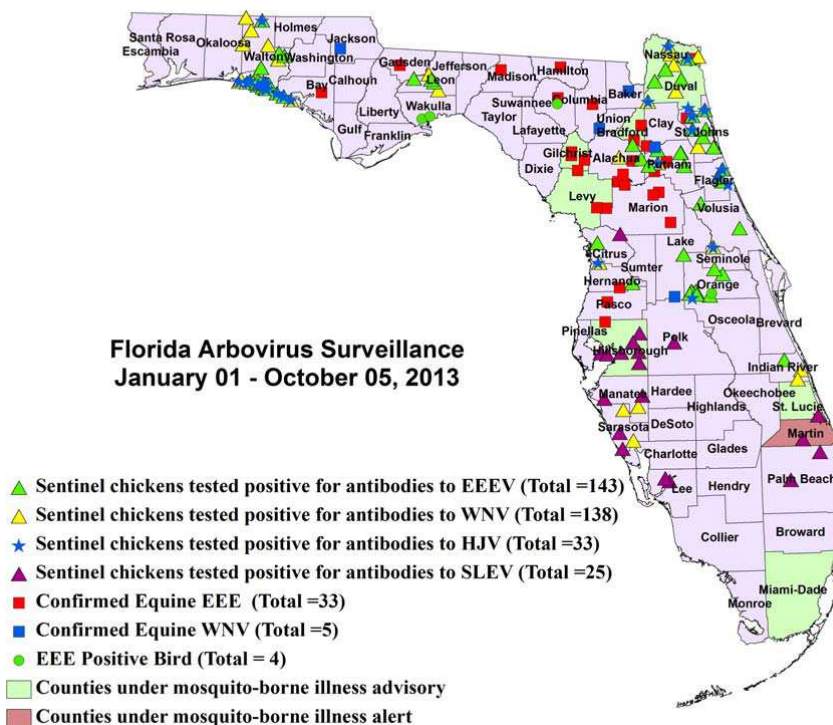 Holmes
Jackson
Santa Rosa
Okaloosa
Escambia
Walton
Washington
Gadsden
Jefferson
Leon
Madison
Hamilton
Nassau
Duval
Baker
Bay
Calhoun
Liberty
Wakulla
Gulf
Franklin
Taylor
Suwannee
Columbia
Lafayette
Union
Bradford
Clay
St. Johns
Gilchrist
Alachua
Dixie
Putnam
Flagler
Levy
Marion
Volusia
Citrus
Lake
Sumter
Seminole
Hernando
Orange
Pasco
Osceola
Brevard
Pinellas
Hillsborough
Polk
Florida Arbovirus Surveillance
January 01 - October 05, 2013
Indian River
Okeechobee
Manatee
Hardee
Highlands
St. Lucie
Sarasota
DeSoto
Martin
Charlotte
Glades
Lee
Hendry
Palm Beach
Collier
Broward
Monroe
Miami-Dade
Sentinel chickens tested positive for antibodies to EEEV (Total =143)
Sentinel chickens tested positive for antibodies to WNV (Total =138)
Sentinel chickens tested positive for antibodies to HJV (Total =33)
Sentinel chickens tested positive for antibodies to SLEV (Total =25)
Confirmed Equine EEE (Total =33)
Confirmed Equine WNV (Total =5)
EEE Positive Bird (Total = 4)
Counties under mosquito-borne illness advisory
Counties under mosquito-borne illness alert